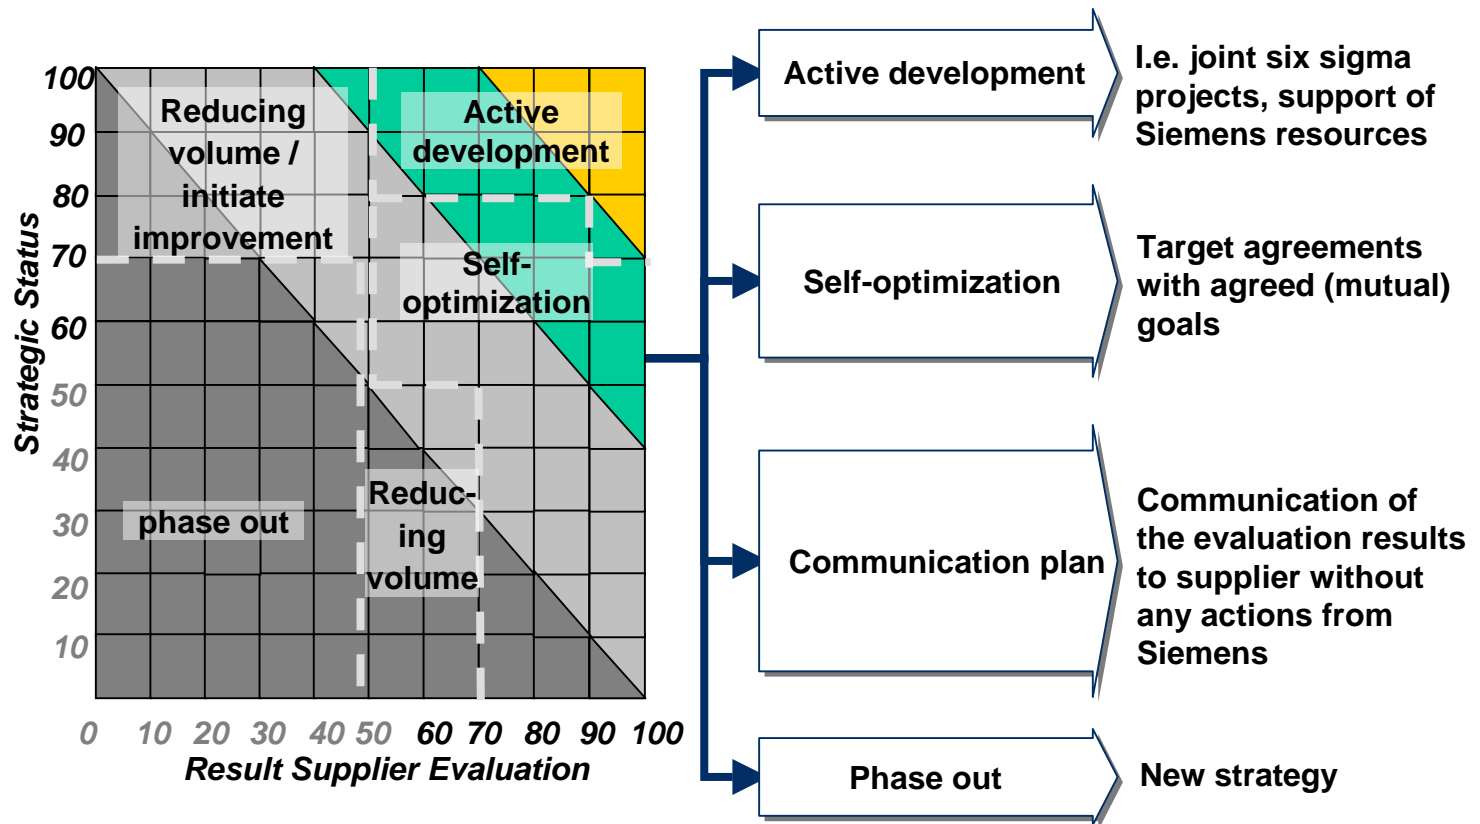 100
90
80
70
60
50
40
30
20
10
Strategic Status
Reducing
volume /
initiate
improvement
Active
development
Self-
optimization
phase out
Reduc-
ing
volume
0 10 20 30 40 50 60 70 80 90 100
Result Supplier Evaluation
Active development
I.e. joint six sigma
projects, support of
Siemens resources
Self-optimization
Target agreements
with agreed (mutual)
goals
Communication plan
Communication of
the evaluation results
to supplier without
any actions from
Siemens
Phase out
New strategy